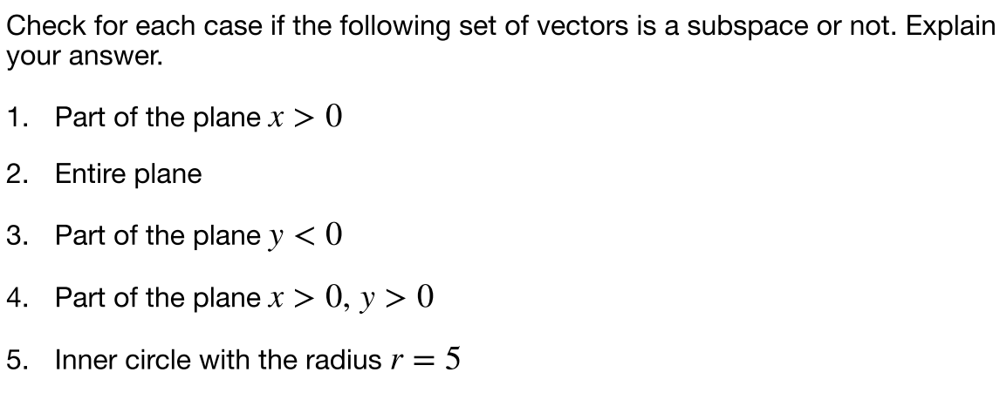 Check for each case if the following set of vectors is a subspace or not. Explain
your answer.
1. Part of the plane x > 0
2. Entire plane
3. Part of the plane y < 0
4. Part of the plane x > 0, y > 0
5. Inner circle with the radius r = 5